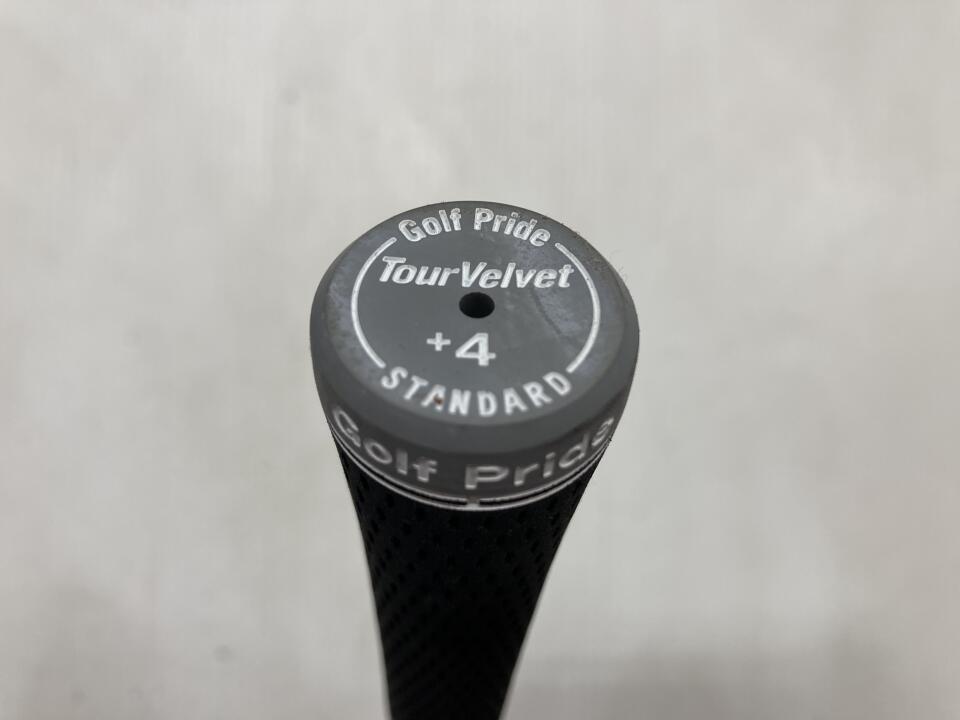 Golf Pride
TourVelvet
+4
STANDARD
Golf Pride